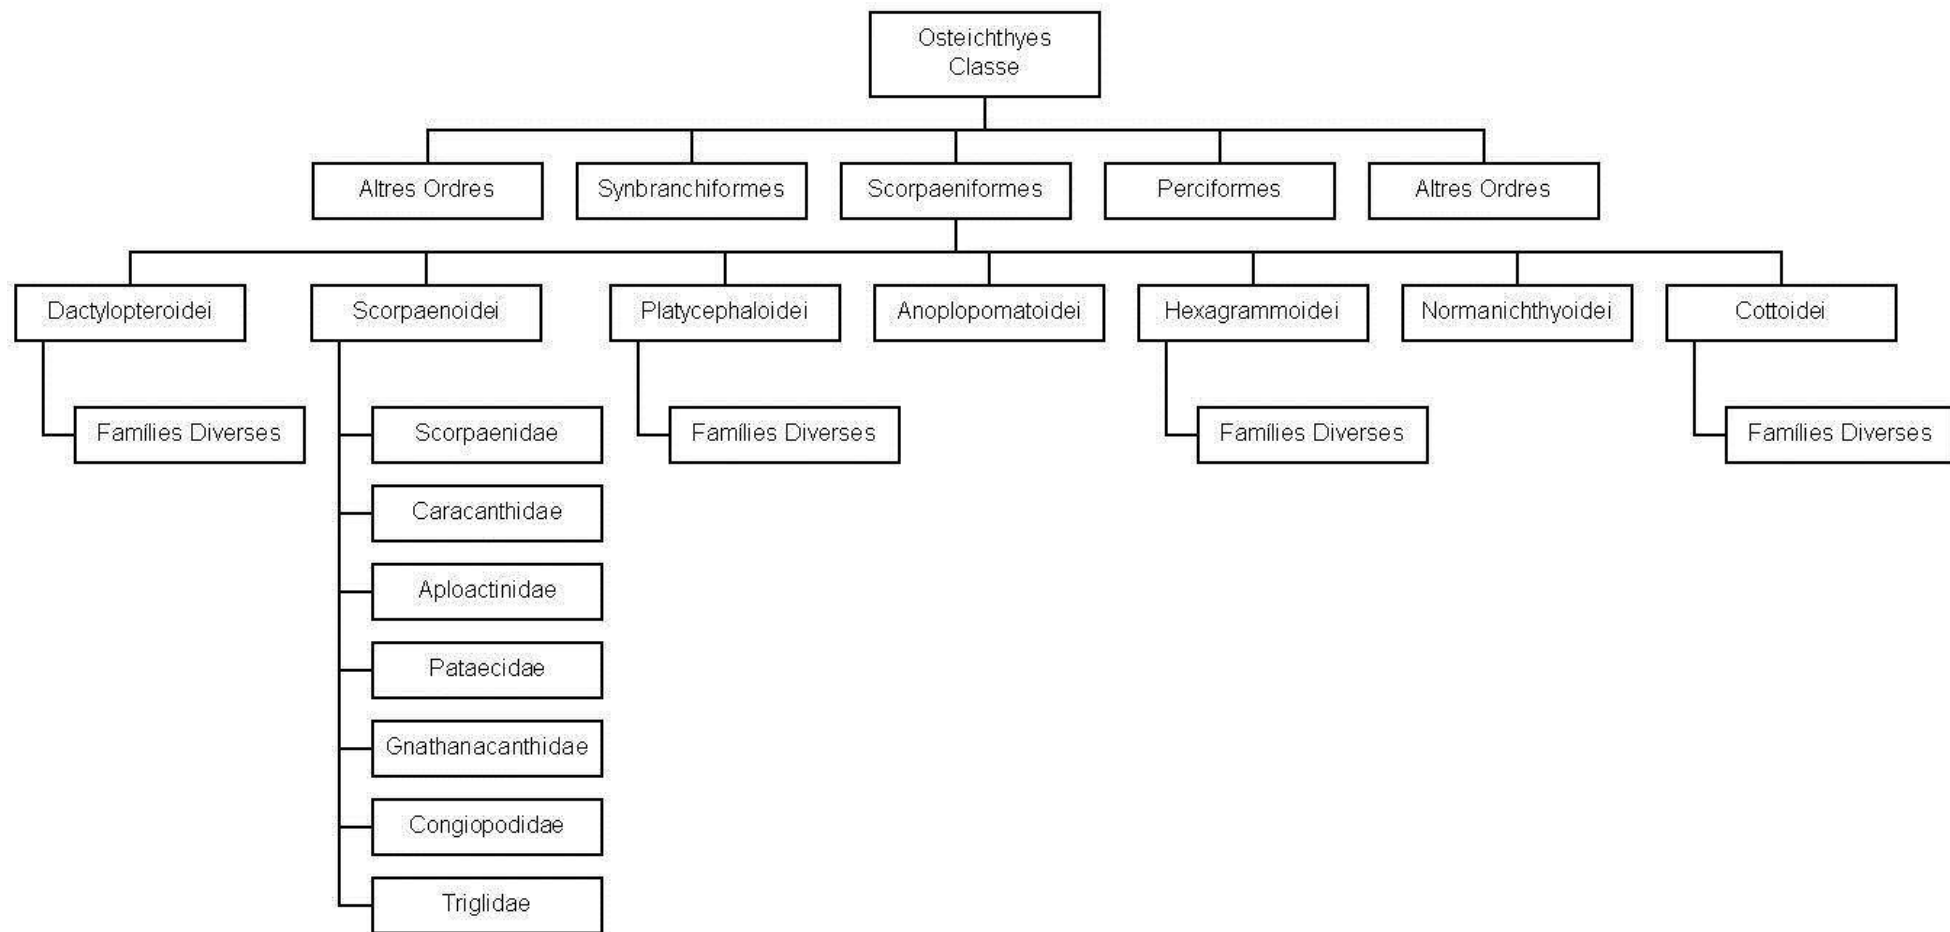 Osteichthyes
Classe
Altres Ordres
Synbranchiformes
Scorpaeniformes
Perciformes
Altres Ordres
Dactylopteroidei
Scorpaenoidei
Platycephaloidei
Anoplopomatoidei
Hexagrammoidei
Normanichthyoidei
Cottoidei
Famílies Diverses
Scorpaenidae
Famílies Diverses
Famílies Diverses
Famílies Diverses
Caracanthidae
Aploactinidae
Pataecidae
Gnathanacanthidae
Congiopodidae
Triglidae